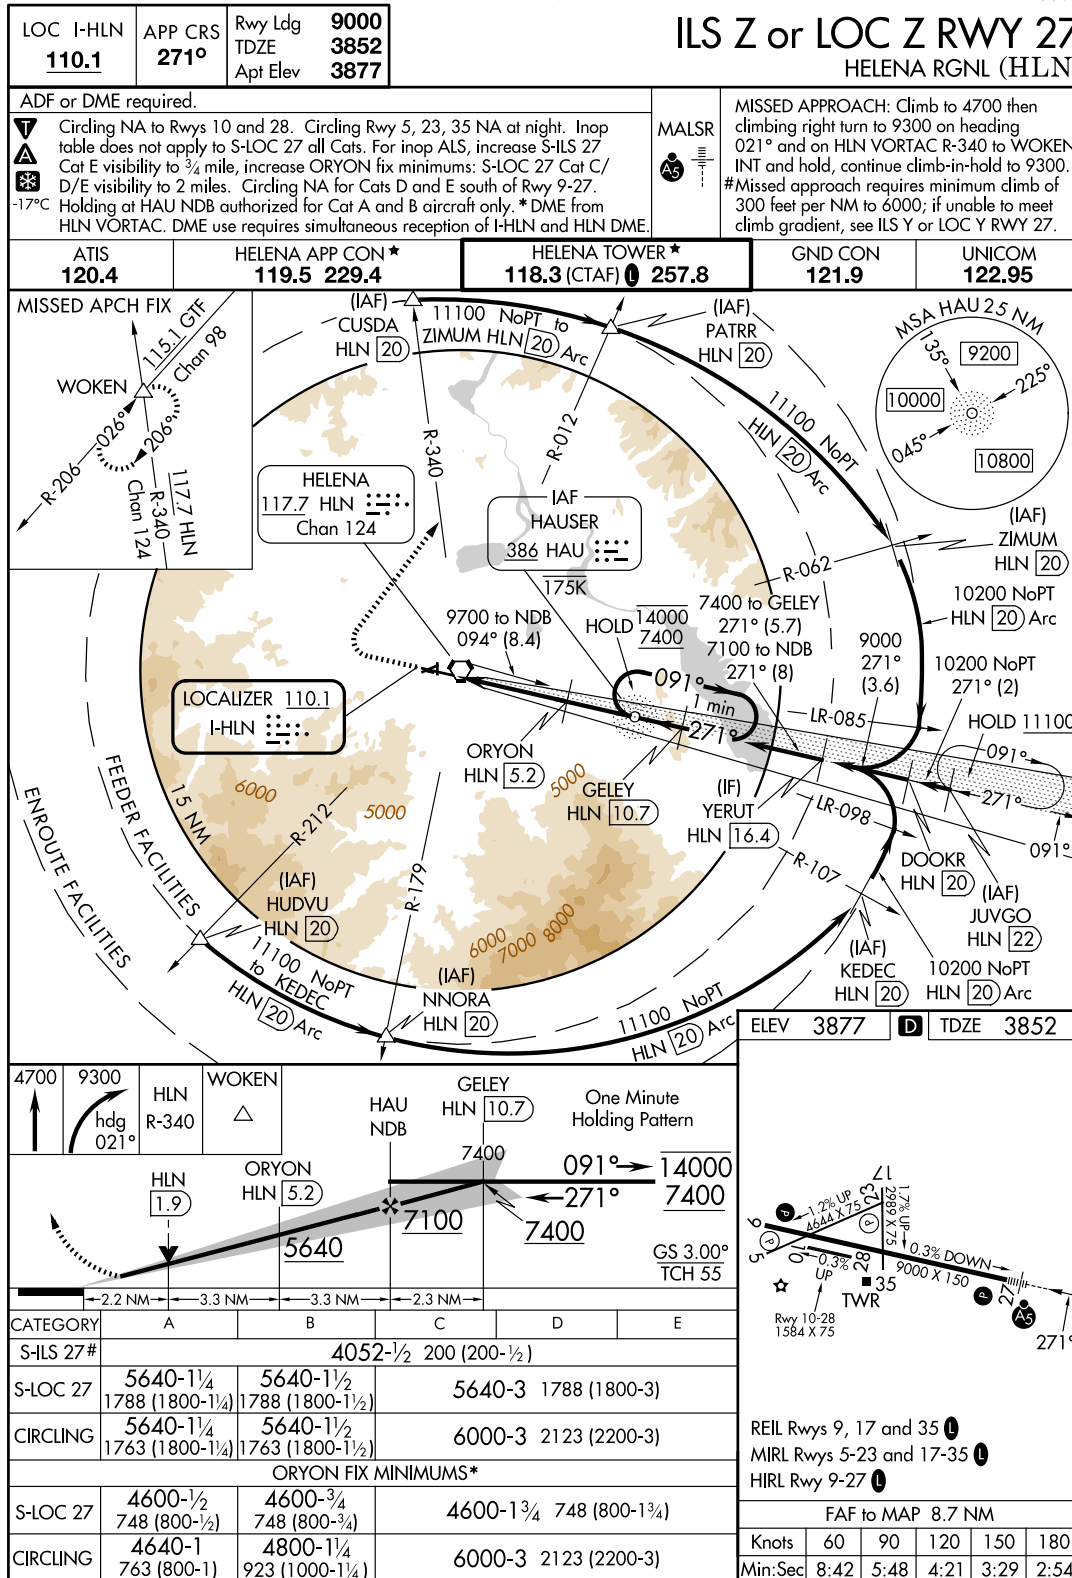 LOC I-HLN
110.1
APP CRS
271°
Rwy Ldg 9000
TDZE 3852
Apt Elev 3877
ILS Z or LOC Z RWY 27
HELENA RGNL (HLN
ADF or DME required.
T
A
-17°C
Circling NA to Rwys 10 and 28. Circling Rwy 5, 23, 35 NA at night. Inop
table does not apply to S-LOC 27 all Cats. For inop ALS, increase S-ILS 27
Cat E visibility to ¾ mile, increase ORYON fix minimums: S-LOC 27 Cat C/
D/E visibility to 2 miles. Circling NA for Cats D and E south of Rwy 9-27.
Holding at HAU NDB authorized for Cat A and B aircraft only. * DME from
HLN VORTAC. DME use requires simultaneous reception of I-HLN and HLN DME.
MALSR
A5
MISSED APPROACH: Climb to 4700 then
climbing right turn to 9300 on heading
021° and on HLN VORTAC R-340 to WOKEN
INT and hold, continue climb-in-hold to 9300.
#Missed approach requires minimum climb of
300 feet per NM to 6000; if unable to meet
climb gradient, see ILS Y or LOC Y RWY 27.
ATIS
120.4
HELENA APP CON★
119.5 229.4
HELENA TOWER★
118.3 (CTAF) L 257.8
GND CON
121.9
UNICOM
122.95
MISSED APCH FIX
115.1 GTF
Chan 98
WOKEN
026°
206°
R-206
117.7 HLN
R-340
Chan 124
(IAF)
CUSDA
HLN 20
11100 NoPT to
ZIMUM HLN 20 Arc
(IAF)
PATRR
HLN 20
MSA HAU 25 NM
135°
9200
225°
10000
045°
10800
11100 NoPT
HLN 20 Arc
R-012
R-340
HELENA
117.7 HLN
Chan 124
IAF
HAUSER
386 HAU
175K
(IAF)
ZIMUM
HLN 20
R-062
10200 NoPT
HLN 20 Arc
9700 to NDB
094° (8.4)
HOLD 14000
7400
7400 to GELEY
271° (5.7)
7100 to NDB
271° (8)
9000
271°
(3.6)
10200 NoPT
271° (2)
HOLD 11100
091°
1 min
271°
LR-085
091°
271°
091°
LOCALIZER 110.1
I-HLN
ORYON
HLN 5.2
GELEY
HLN 10.7
(IF)
YERUT
HLN 16.4
LR-098
R-107
DOOKR
HLN 20
(IAF)
JUVGO
HLN 22
5000
6000
5000
6000
7000
8000
15 NM
FEEDER FACILITIES
ENROUTE FACILITIES
R-212
R-179
(IAF)
HUDVU
HLN 20
11100 NoPT
to KEDEC
HLN 20 Arc
(IAF)
NNORA
HLN 20
11100 NoPT
HLN 20 Arc
(IAF)
KEDEC
HLN 20
10200 NoPT
HLN 20 Arc
ELEV 3877 D TDZE 3852
4700
9300
hdg
021°
HLN
R-340
WOKEN
HAU
NDB
GELEY
HLN 10.7
One Minute
Holding Pattern
7400
091°
14000
7400
271°
HLN
1.9
ORYON
HLN 5.2
7100
7400
5640
GS 3.00°
TCH 55
2.2 NM
3.3 NM
3.3 NM
2.3 NM
17
23
1.2% UP
4644 X 75
1.7% UP
2989 X 75
P
P
P
9
5
10
28
0.3%
UP
0.3% DOWN
9000 X 150
35
TWR
P
27
A5
Rwy 10-28
1584 X 75
271°
REIL Rwys 9, 17 and 35 L
MIRL Rwys 5-23 and 17-35 L
HIRL Rwy 9-27 L
FAF to MAP 8.7 NM
Knots 60 90 120 150 180
Min:Sec 8:42 5:48 4:21 3:29 2:54
CATEGORY A B C D E
S-ILS 27# 4052-½ 200 (200-½)
S-LOC 27
5640-1¼
1788 (1800-1¼)
5640-1½
1788 (1800-1½)
5640-3 1788 (1800-3)
CIRCLING
5640-1¼
1763 (1800-1¼)
5640-1½
1763 (1800-1½)
6000-3 2123 (2200-3)
ORYON FIX MINIMUMS*
S-LOC 27
4600-½
748 (800-½)
4600-¾
748 (800-¾)
4600-1¾ 748 (800-1¾)
CIRCLING
4640-1
763 (800-1)
4800-1¼
923 (1000-1¼)
6000-3 2123 (2200-3)